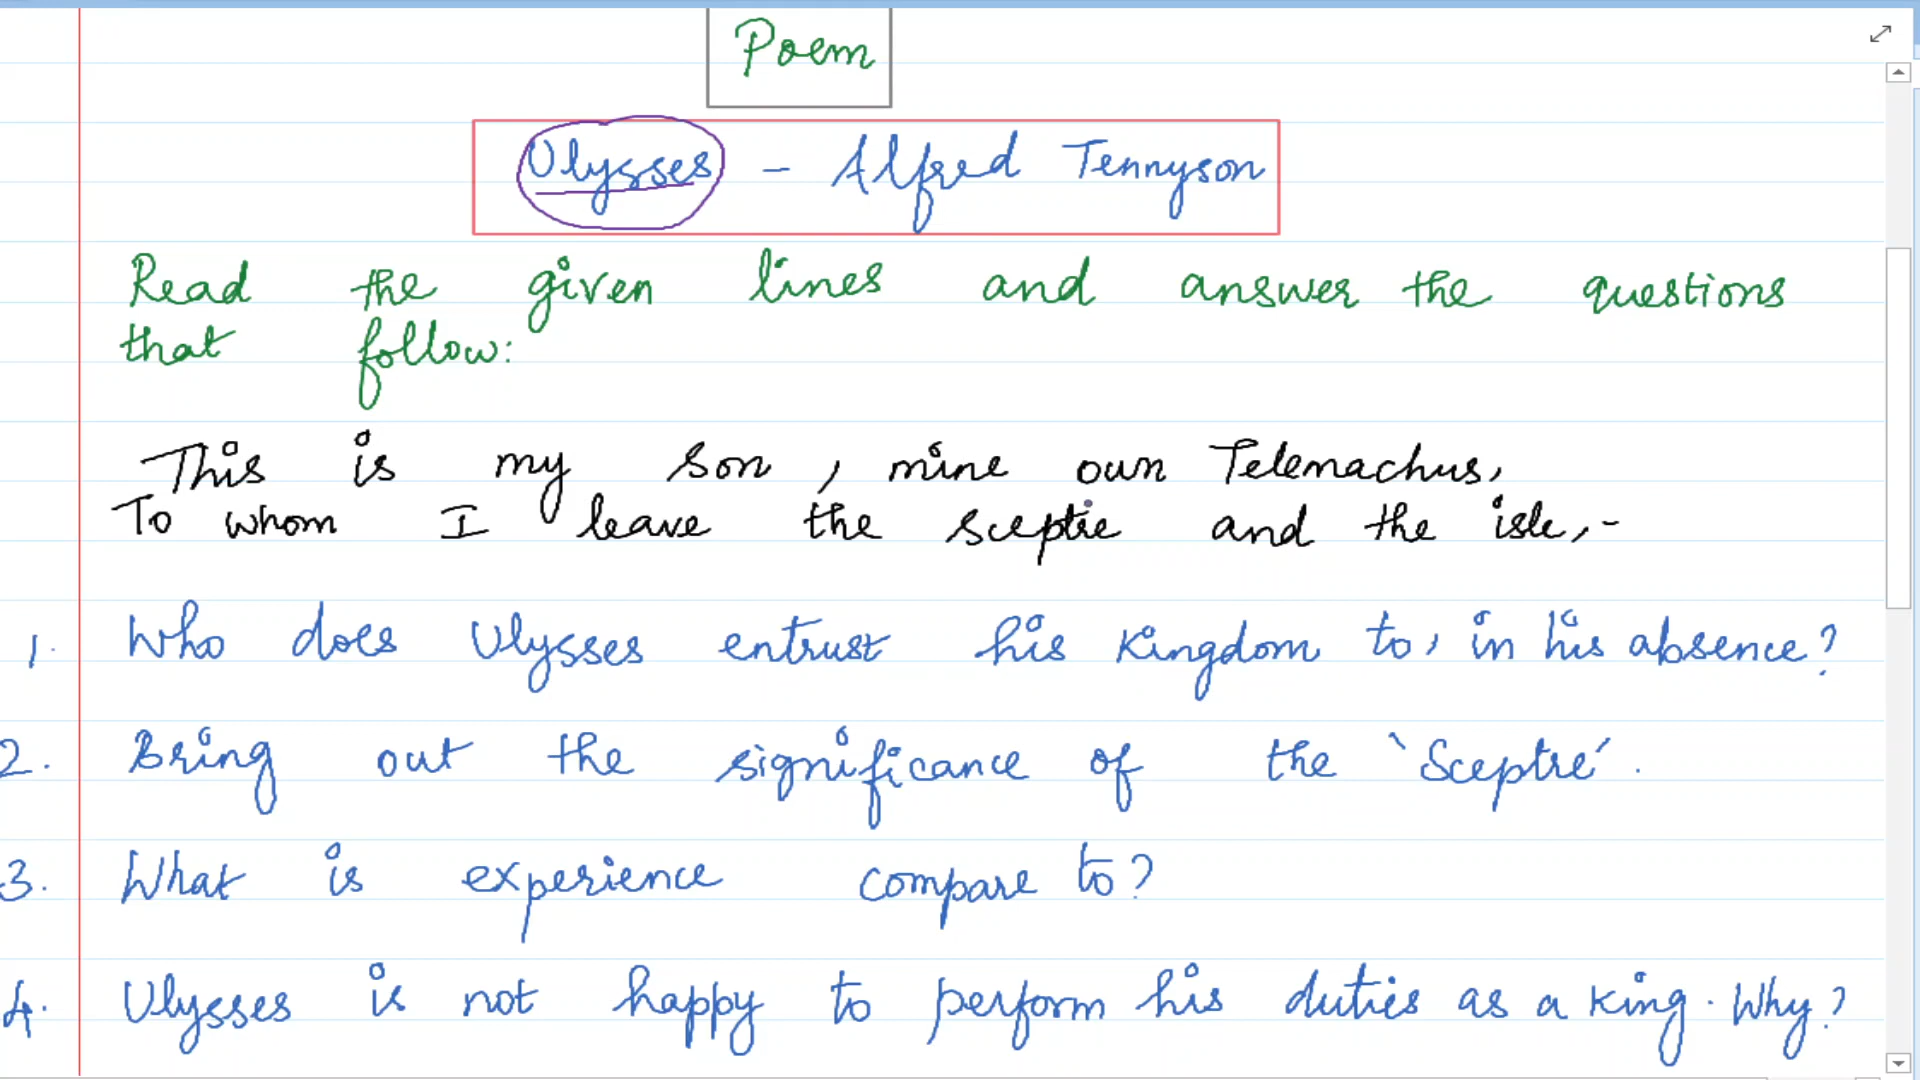 Poem
Ulysses - Alfred Tennyson
Read the given lines and answer the questions
that follow:
This is my son, mine own Telemachus,
To whom I leave the sceptre and the isle,-
1. Who does Ulysses entrust his Kingdom to, in his absence?
2. Bring out the significance of the 'Sceptre'.
3. What is experience compare to?
4. Ulysses is not happy to perform his duties as a King. Why?